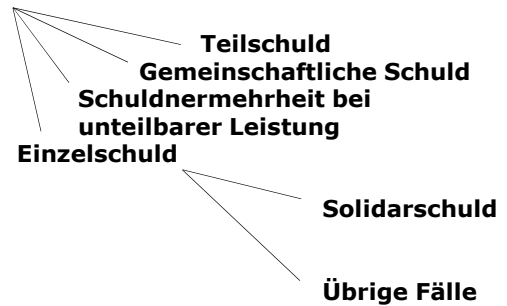 Teilschuld
Gemeinschaftliche Schuld
Schuldnermehrheit bei
unteilbarer Leistung
Einzelschuld
Solidarschuld
Übrige Fälle